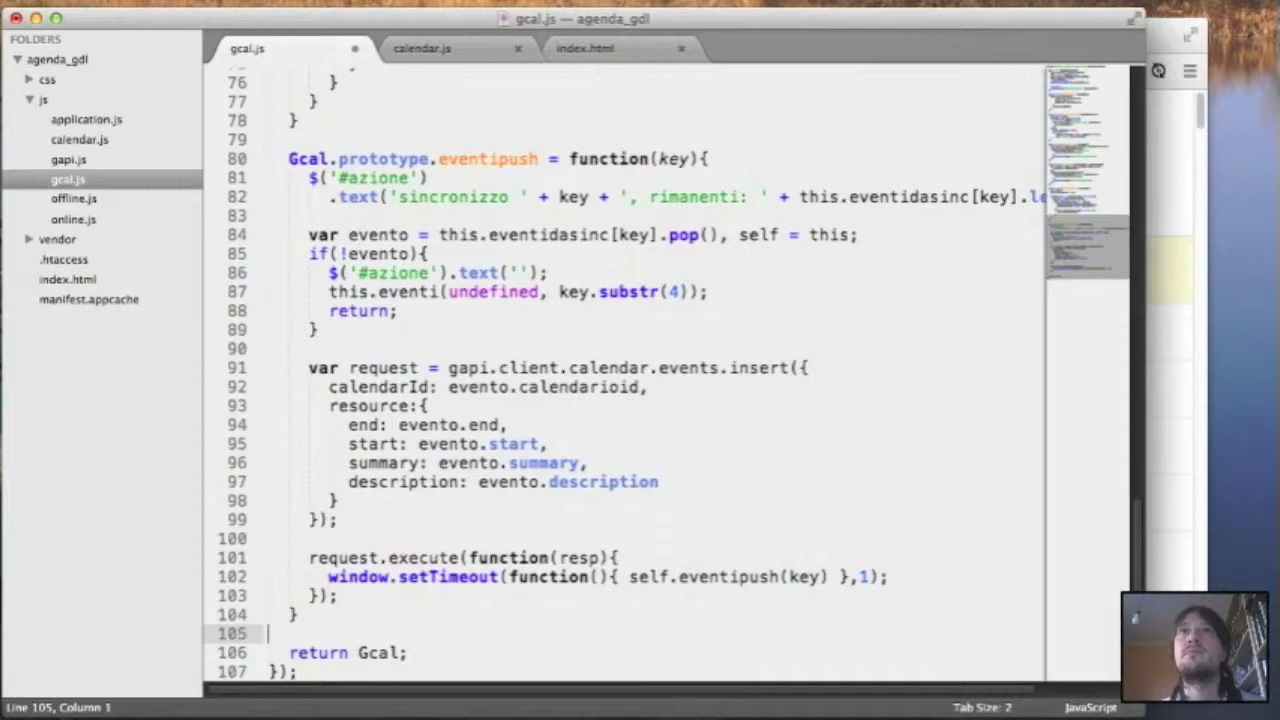 gcal.js — agenda_gdl
FOLDERS
agenda_gdl
css
js
application.js
calendar.js
gapi.js
gcal.js
offline.js
online.js
vendor
.htaccess
index.html
manifest.appcache
gcal.js
calendar.js
index.html
76 }
77 }
78 }
79
80 Gcal.prototype.eventipush = function(key){
81 $('#azione')
82 .text('sincronizzo ' + key + ', rimanenti: ' + this.eventidasinc[key].le
83
84 var evento = this.eventidasinc[key].pop(), self = this;
85 if(!evento){
86 $('#azione').text('');
87 this.eventi(undefined, key.substr(4));
88 return;
89 }
90
91 var request = gapi.client.calendar.events.insert({
92 calendarId: evento.calendarioid,
93 resource:{
94 end: evento.end,
95 start: evento.start,
96 summary: evento.summary,
97 description: evento.description
98 }
99 });
100
101 request.execute(function(resp){
102 window.setTimeout(function(){ self.eventipush(key) },1);
103 });
104 }
105
106 return Gcal;
107 });
Line 105, Column 1
Tab Size: 2
JavaScript